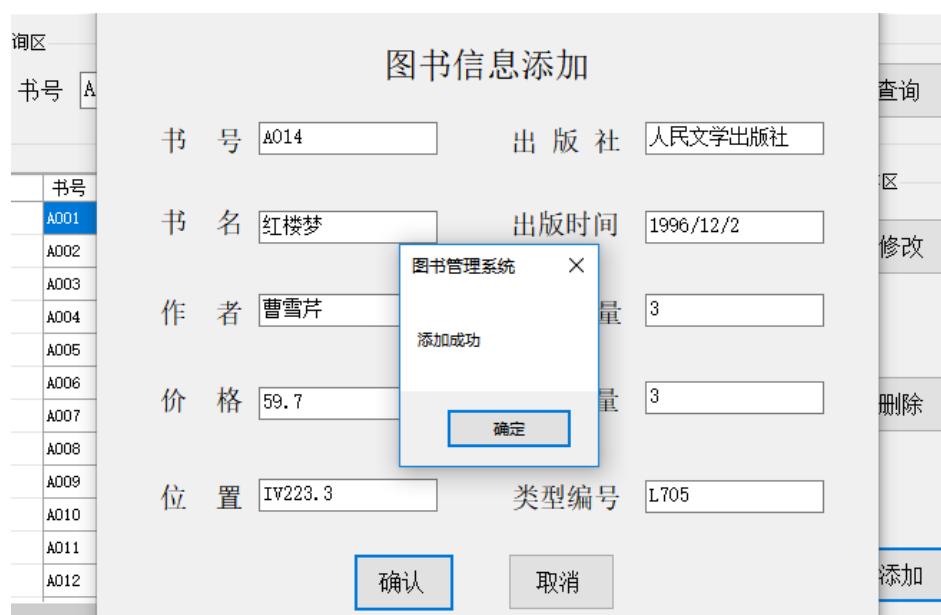 图书信息添加
询区
书号 A
查询
书 号 A014
出 版 社 人民文学出版社
书号
区
A001
书 名 红楼梦
出版时间 1996/12/2
修改
A002
图书管理系统
A003
作 者 曹雪芹
量 3
A004
添加成功
A005
A006
价 格 59.7
量 3
删除
A007
确定
A008
A009
位 置 IV223.3
类型编号 L705
A010
A011
确认
取消
添加
A012